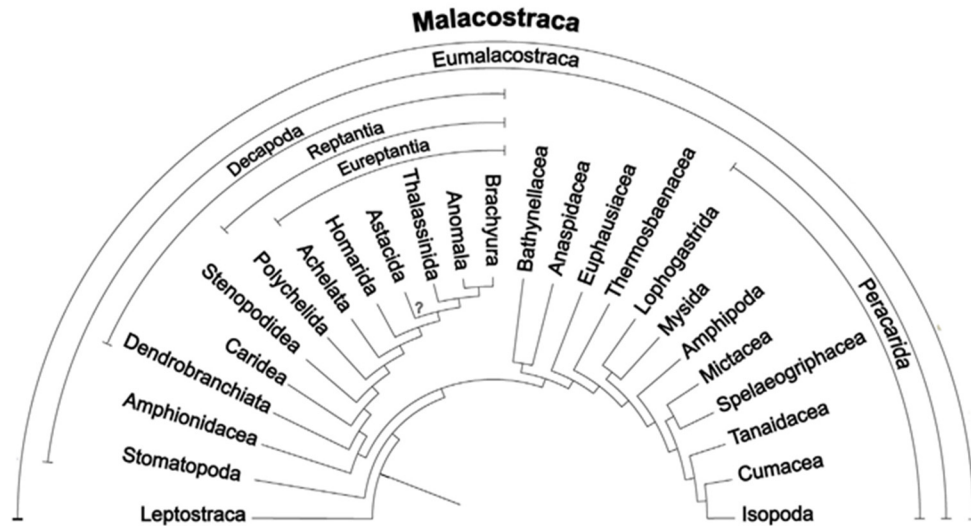 Malacostraca
Eumalacostraca
Decapoda
Reptantia
Eureptantia
Peracarida
Leptostraca
Stomatopoda
Amphionidacea
Dendrobranchiata
Caridea
Stenopodidea
Polychelida
Achelata
Homarida
Astacida
?
Thalassinida
Anomala
Brachyura
Bathynellacea
Anaspidacea
Euphausiacea
Thermosbaenacea
Lophogastrida
Mysida
Amphipoda
Mictacea
Spelaeogriphacea
Tanaidacea
Cumacea
Isopoda